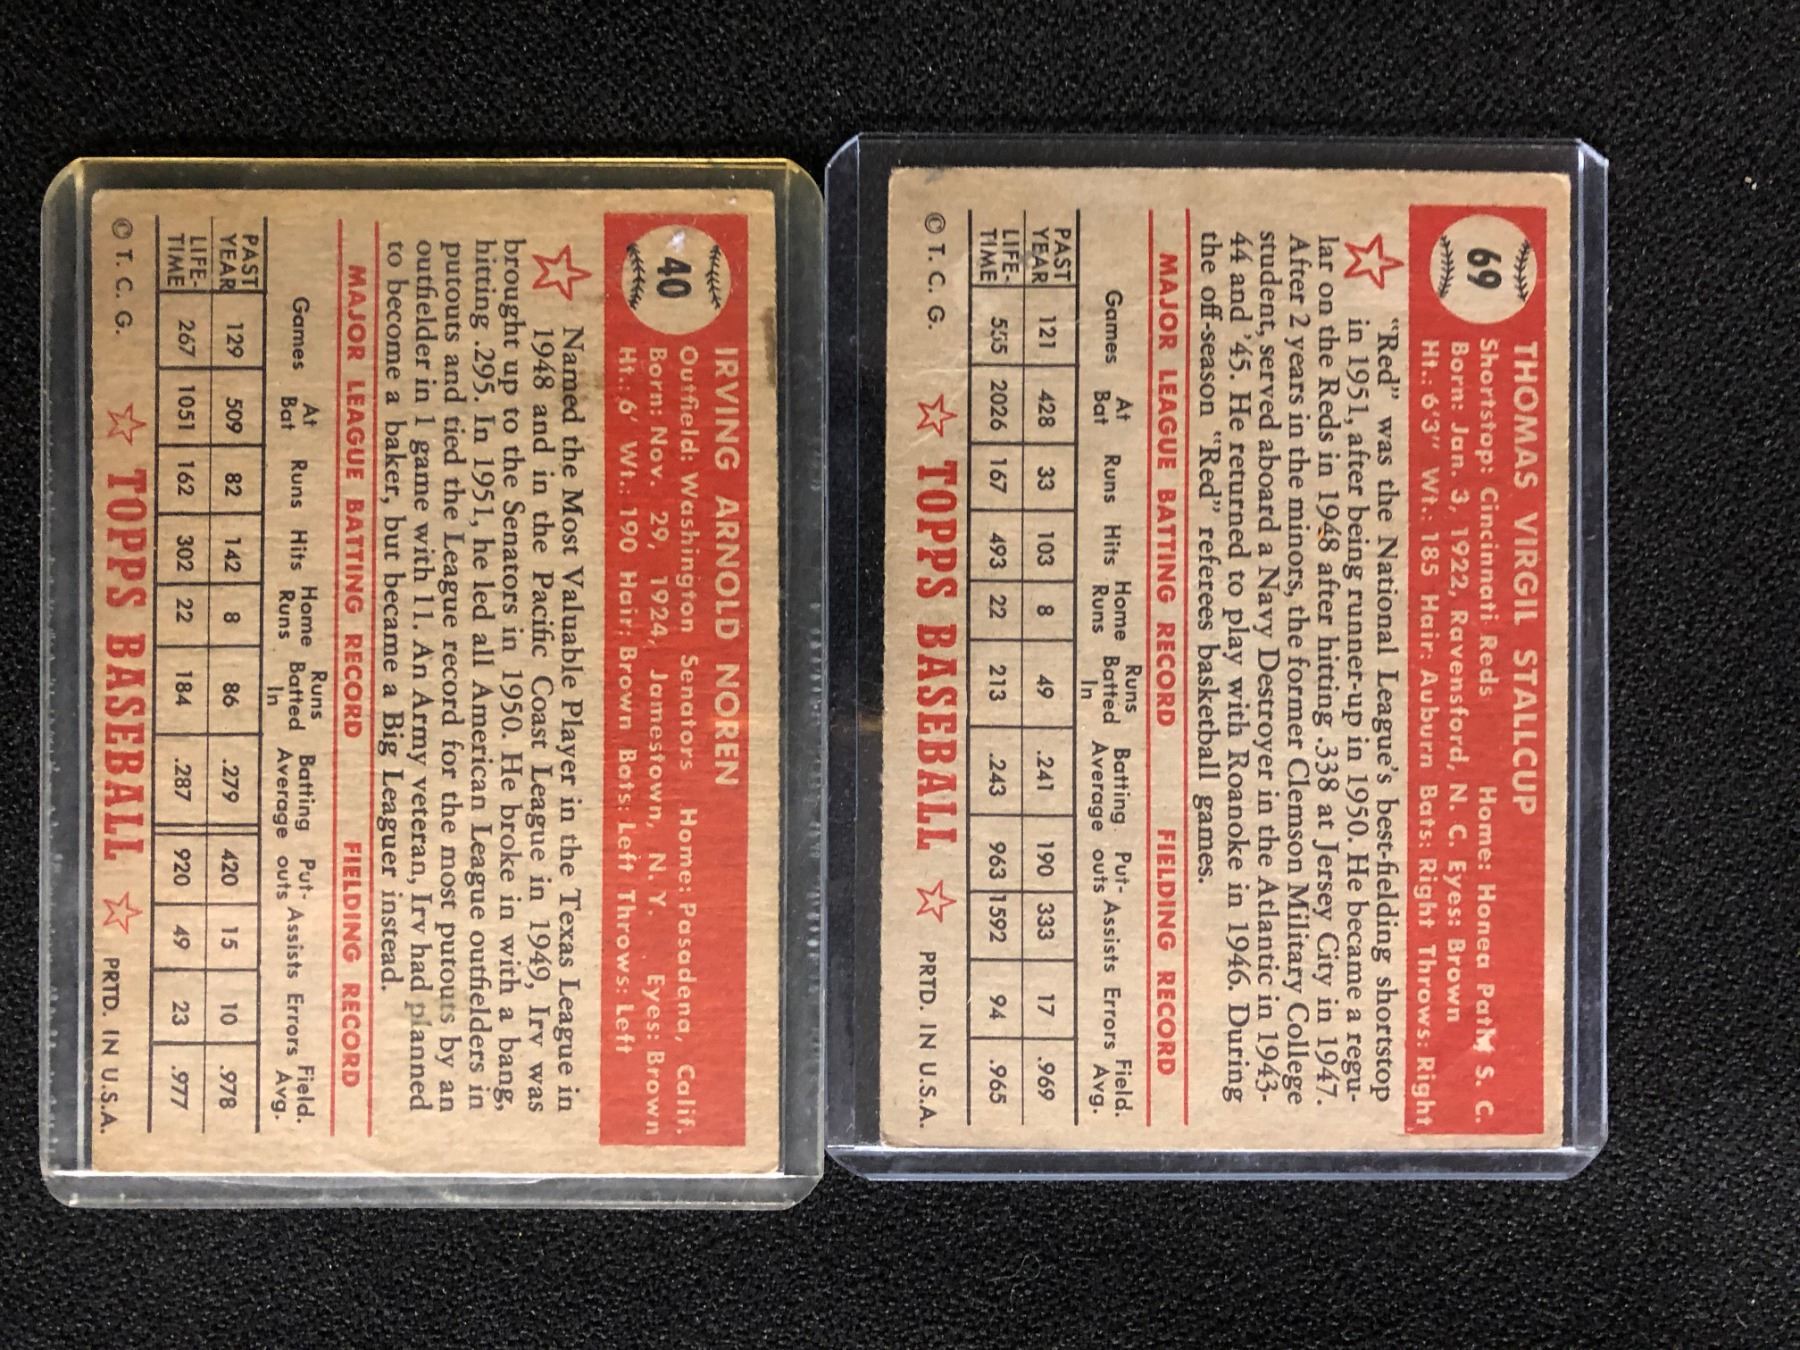 69
THOMAS VIRGIL STALLCUP
Shortstop: Cincinnati Reds Home: Honea PatM S. C.
Born: Jan. 3, 1922, Ravensford, N. C. Eyes: Brown
Ht.: 6'3" Wt.: 185 Hair: Auburn Bats: Right Throws: Right
"Red" was the National League's best-fielding shortstop
in 1951, after being runner-up in 1950. He became a regu-
lar on the Reds in 1948 after hitting .338 at Jersey City in 1947.
After 2 years in the minors, the former Clemson Military College
student, served aboard a Navy Destroyer in the Atlantic in 1943-
44 and '45. He returned to play with Roanoke in 1946. During
the off-season "Red" referees basketball games.
MAJOR LEAGUE BATTING RECORD FIELDING RECORD
Games At Bat Runs Hits Home Runs Runs Batted In Batting Average Put-outs Assists Errors Field. Avg.
PAST YEAR 121 428 33 103 8 49 .241 190 333 17 .969
LIFE-TIME 555 2026 167 493 22 213 .243 963 1592 94 .965
© T. C. G. TOPPS BASEBALL PRTD. IN U.S.A.
40
IRVING ARNOLD NOREN
Outfield: Washington Senators Home: Pasadena, Calif.
Born: Nov. 29, 1924, Jamestown, N. Y. Eyes: Brown
Ht.: 6' Wt.: 190 Hair: Brown Bats: Left Throws: Left
Named the Most Valuable Player in the Texas League in
1948 and in the Pacific Coast League in 1949, Irv was
brought up to the Senators in 1950. He broke in with a bang,
hitting .295. In 1951, he led all American League outfielders in
putouts and tied the League record for the most putouts by an
outfielder in 1 game with 11. An Army veteran, Irv had planned
to become a baker, but became a Big Leaguer instead.
MAJOR LEAGUE BATTING RECORD FIELDING RECORD
Games At Bat Runs Hits Home Runs Runs Batted In Batting Average Put-outs Assists Errors Field. Avg.
PAST YEAR 129 509 82 142 8 86 .279 420 15 10 .978
LIFE-TIME 267 1051 162 302 22 184 .287 920 49 23 .977
© T. C. G. TOPPS BASEBALL PRTD. IN U.S.A.